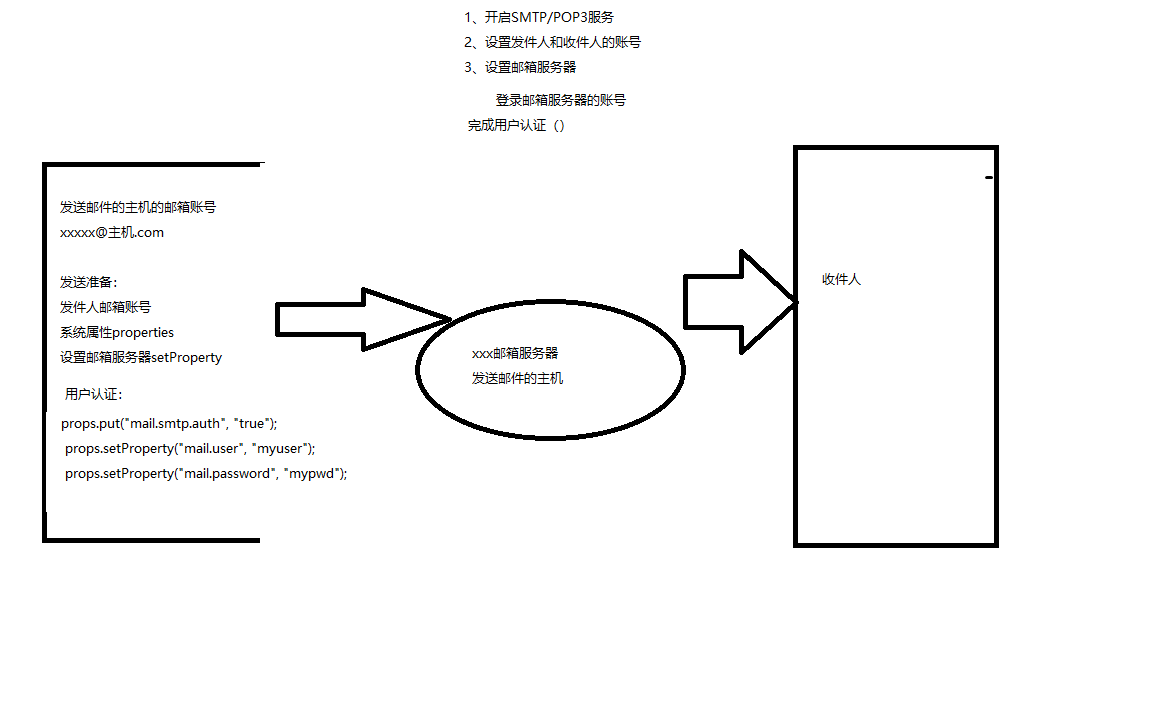 1、开启SMTP/POP3服务
2、设置发件人和收件人的账号
3、设置邮箱服务器
登录邮箱服务器的账号
完成用户认证（）
发送邮件的主机的邮箱账号
xxxxx@主机.com
发送准备：
发件人邮箱账号
系统属性properties
设置邮箱服务器setProperty
用户认证：
props.put("mail.smtp.auth", "true");
props.setProperty("mail.user", "myuser");
props.setProperty("mail.password", "mypwd");
xxx邮箱服务器
发送邮件的主机
收件人